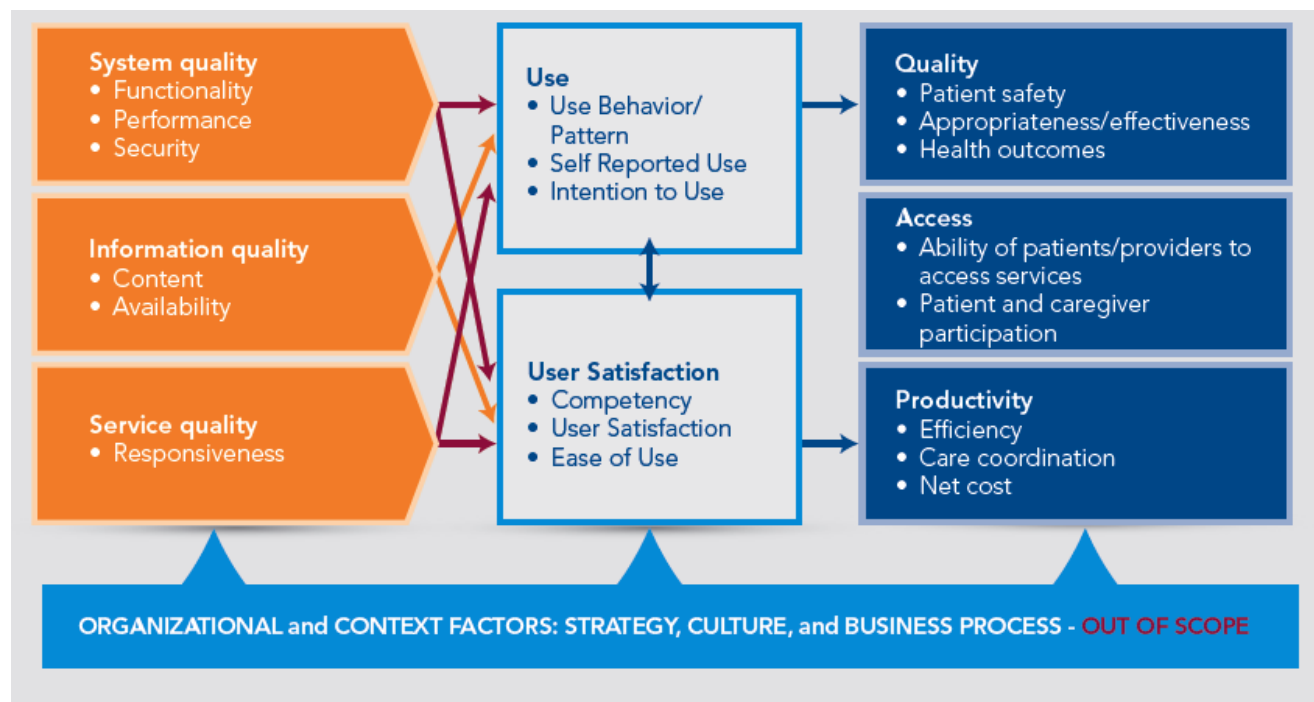 System quality
• Functionality
• Performance
• Security
Information quality
• Content
• Availability
Service quality
• Responsiveness
Use
• Use Behavior/
Pattern
• Self Reported Use
• Intention to Use
User Satisfaction
• Competency
• User Satisfaction
• Ease of Use
Quality
• Patient safety
• Appropriateness/effectiveness
• Health outcomes
Access
• Ability of patients/providers to
access services
• Patient and caregiver
participation
Productivity
• Efficiency
• Care coordination
• Net cost
ORGANIZATIONAL and CONTEXT FACTORS: STRATEGY, CULTURE, and BUSINESS PROCESS - OUT OF SCOPE